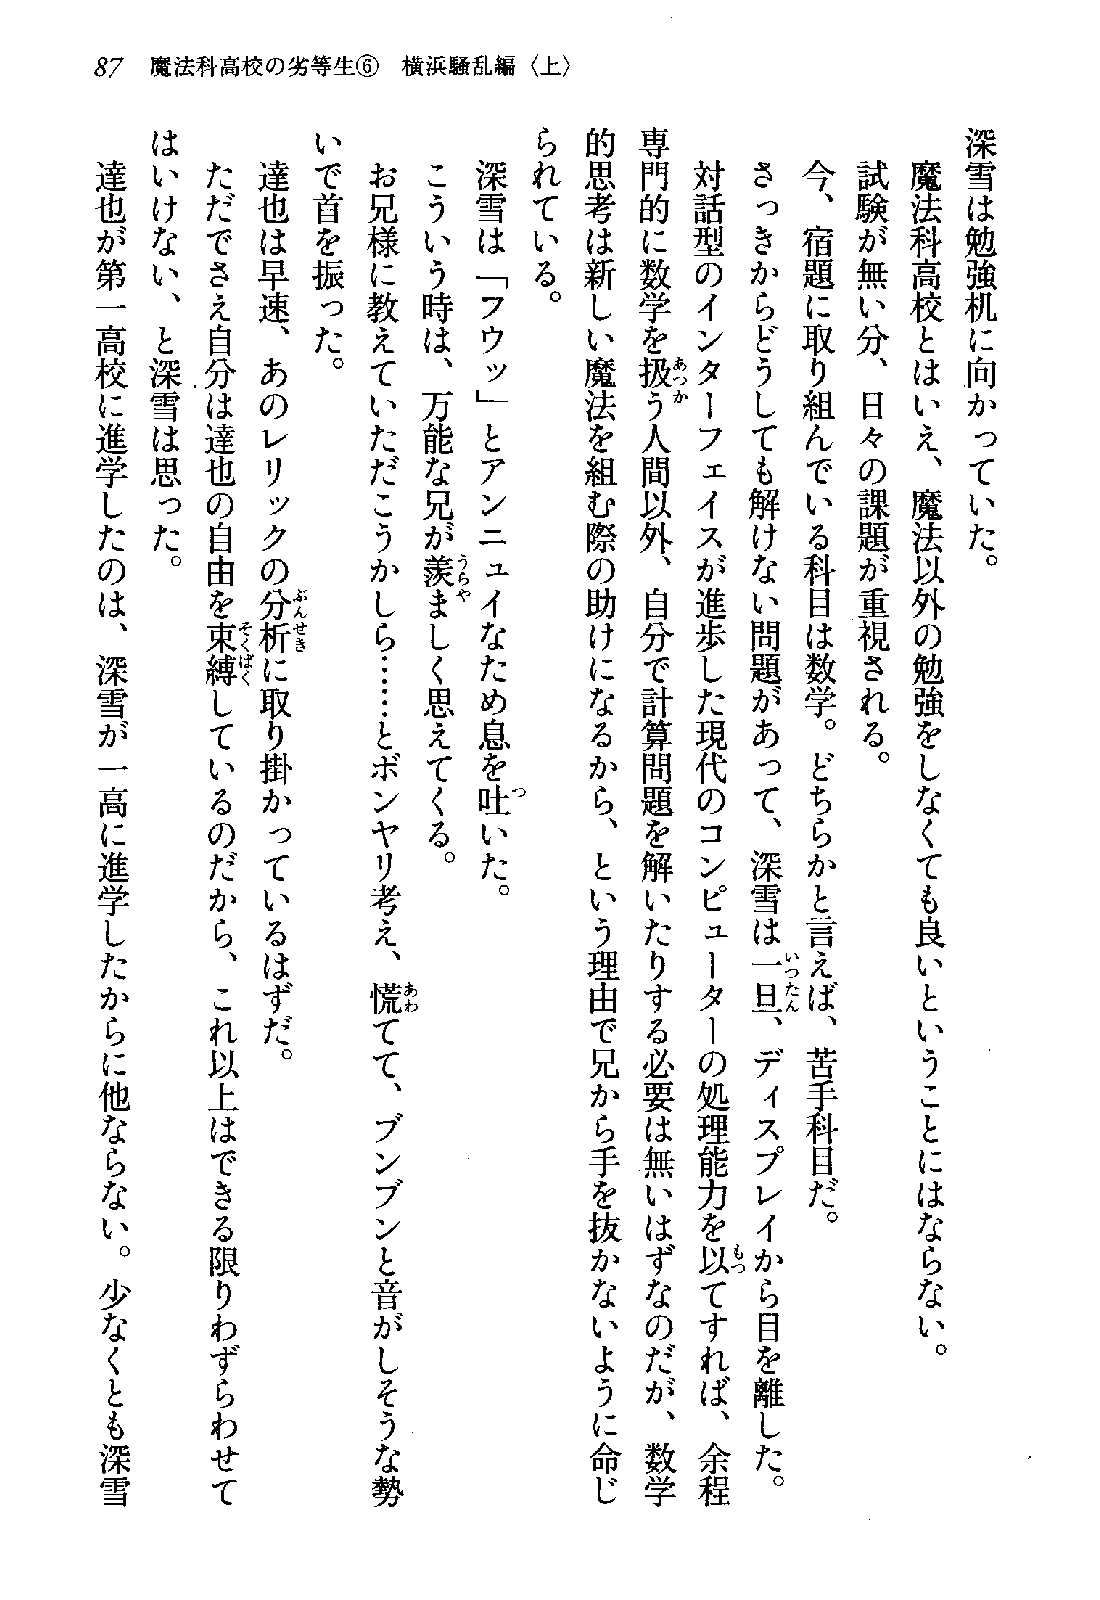 87　魔法科高校の劣等生⑥　横浜騒乱編〈上〉
深雪は勉強机に向かっていた。
　魔法科高校とはいえ、魔法以外の勉強をしなくても良いということにはならない。
　試験が無い分、日々の課題が重視される。
　今、宿題に取り組んでいる科目は数学。どちらかと言えば、苦手科目だ。
　さっきからどうしても解けない問題があって、深雪は一旦、ディスプレイから目を離した。
　対話型のインターフェイスが進歩した現代のコンピューターの処理能力を以てすれば、余程
専門的に数学を扱う人間以外、自分で計算問題を解いたりする必要は無いはずなのだが、数学
的思考は新しい魔法を組む際の助けになるから、という理由で兄から手を抜かないように命じ
られている。
　深雪は「フウッ」とアンニュイなため息を吐いた。
　こういう時は、万能な兄が羨ましく思えてくる。
　お兄様に教えていただこうかしら……とボンヤリ考え、慌てて、ブンブンと音がしそうな勢
いで首を振った。
　達也は早速、あのレリックの分析に取り掛かっているはずだ。
　ただでさえ自分は達也の自由を束縛しているのだから、これ以上はできる限りわずらわせて
はいけない、と深雪は思った。
　達也が第一高校に進学したのは、深雪が一高に進学したからに他ならない。少なくとも深雪